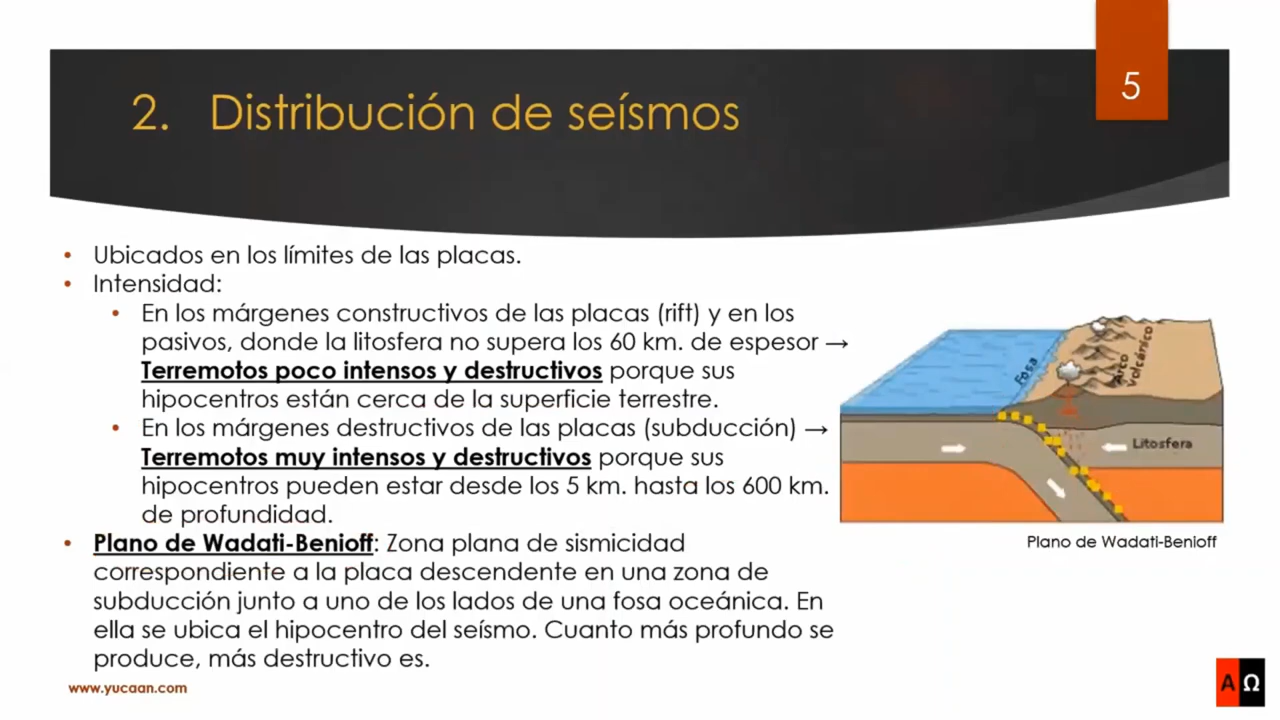 5
2. Distribución de seísmos
• Ubicados en los límites de las placas.
• Intensidad:
• En los márgenes constructivos de las placas (rift) y en los
pasivos, donde la litosfera no supera los 60 km. de espesor →
Terremotos poco intensos y destructivos porque sus
hipocentros están cerca de la superficie terrestre.
• En los márgenes destructivos de las placas (subducción) →
Terremotos muy intensos y destructivos porque sus
hipocentros pueden estar desde los 5 km. hasta los 600 km.
de profundidad.
• Plano de Wadati-Benioff: Zona plana de sismicidad
correspondiente a la placa descendente en una zona de
subducción junto a uno de los lados de una fosa oceánica. En
ella se ubica el hipocentro del seísmo. Cuanto más profundo se
produce, más destructivo es.
Fosa
Arco
Volcánico
Litosfera
Plano de Wadati-Benioff
www.yucaan.com
A Ω